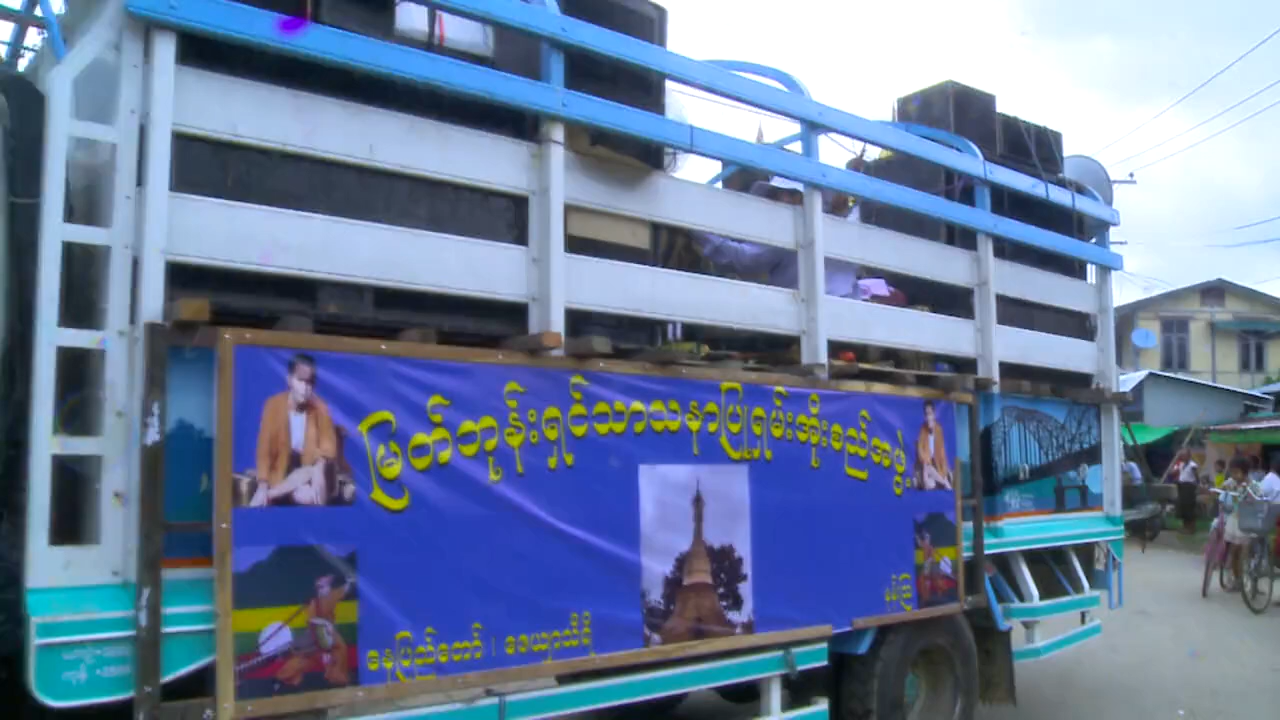 မြတ်ဘုန်းရှင်သာသနာပြုရှမ်းအိုးစည်အဖွဲ့
နေပြည်တော် ၊ ဒေယျာသီရိ